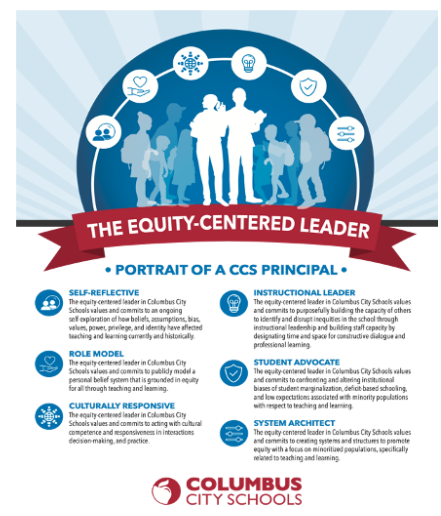 THE EQUITY-CENTERED LEADER
• PORTRAIT OF A CCS PRINCIPAL •
SELF-REFLECTIVE
The equity-centered leader in Columbus City
Schools values and commits to an ongoing
self-exploration of how beliefs, assumptions, bias,
values, power, privilege, and identity have affected
teaching and learning currently and historically.
ROLE MODEL
The equity-centered leader in Columbus City
Schools values and commits to publicly model a
personal belief system that is grounded in equity
for all through teaching and learning.
CULTURALLY RESPONSIVE
The equity-centered leader in Columbus City
Schools values and commits to acting with cultural
competence and responsiveness in interactions
decision-making, and practice.
INSTRUCTIONAL LEADER
The equity-centered leader in Columbus City Schools values
and commits to purposefully building the capacity of others
to identify and disrupt inequities in the school through
instructional leadership and building staff capacity by
designing time and space for constructive dialogue and
professional learning.
STUDENT ADVOCATE
The equity-centered leader in Columbus City Schools values
and commits to confronting and altering institutional
biases of student marginalization, deficit-based schooling,
and low expectations associated with minority populations
with respect to teaching and learning.
SYSTEM ARCHITECT
The equity-centered leader in Columbus City Schools values
and commits to creating systems and structures to promote
equity with a focus on minoritized populations, specifically
related to teaching and learning.
COLUMBUS
CITY SCHOOLS